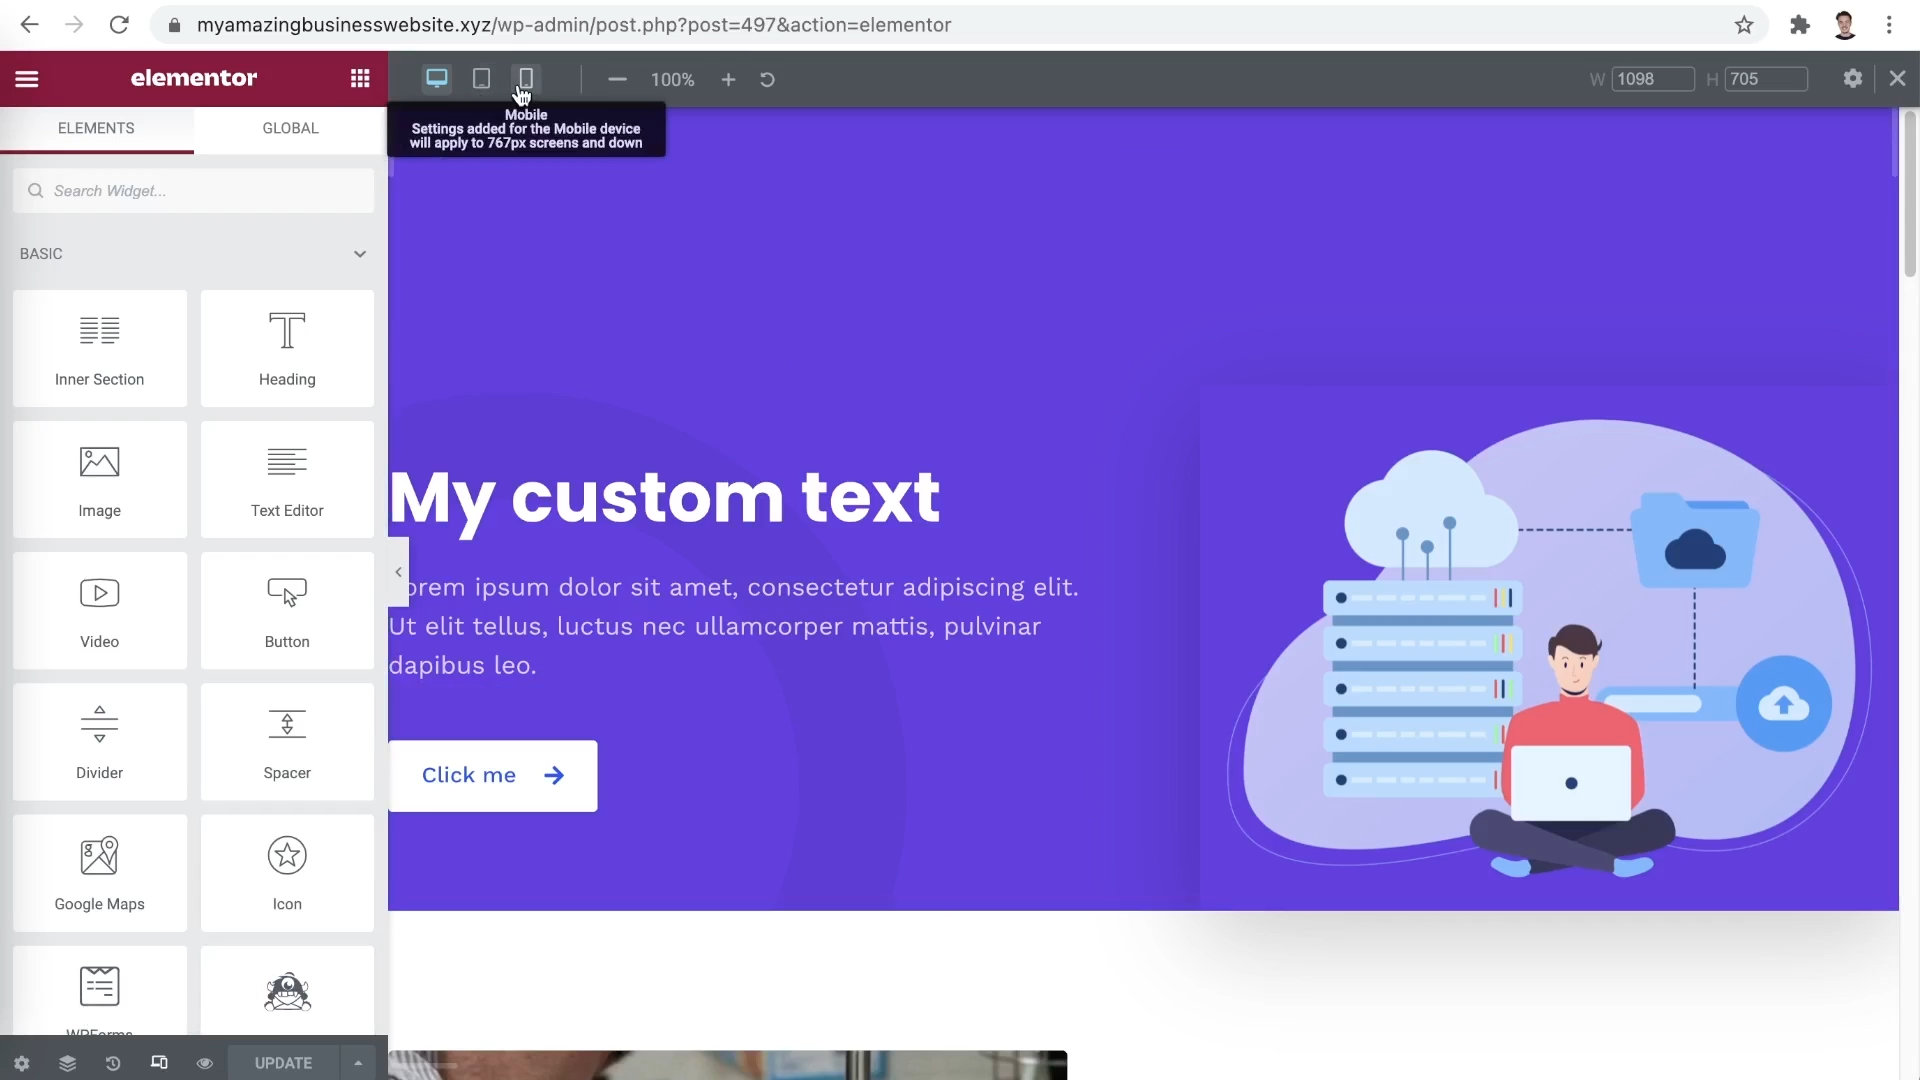 myamazingbusinesswebsite.xyz/wp-admin/post.php?post=497&action=elementor
elementor
100%
W 1098 H 705
ELEMENTS GLOBAL
Mobile
Settings added for the Mobile device
will apply to 767px screens and down
Search Widget...
BASIC
Inner Section Heading
Image Text Editor
Video Button
Divider Spacer
Google Maps Icon
WPForms
UPDATE
My custom text
orem ipsum dolor sit amet, consectetur adipiscing elit.
Ut elit tellus, luctus nec ullamcorper mattis, pulvinar
dapibus leo.
Click me